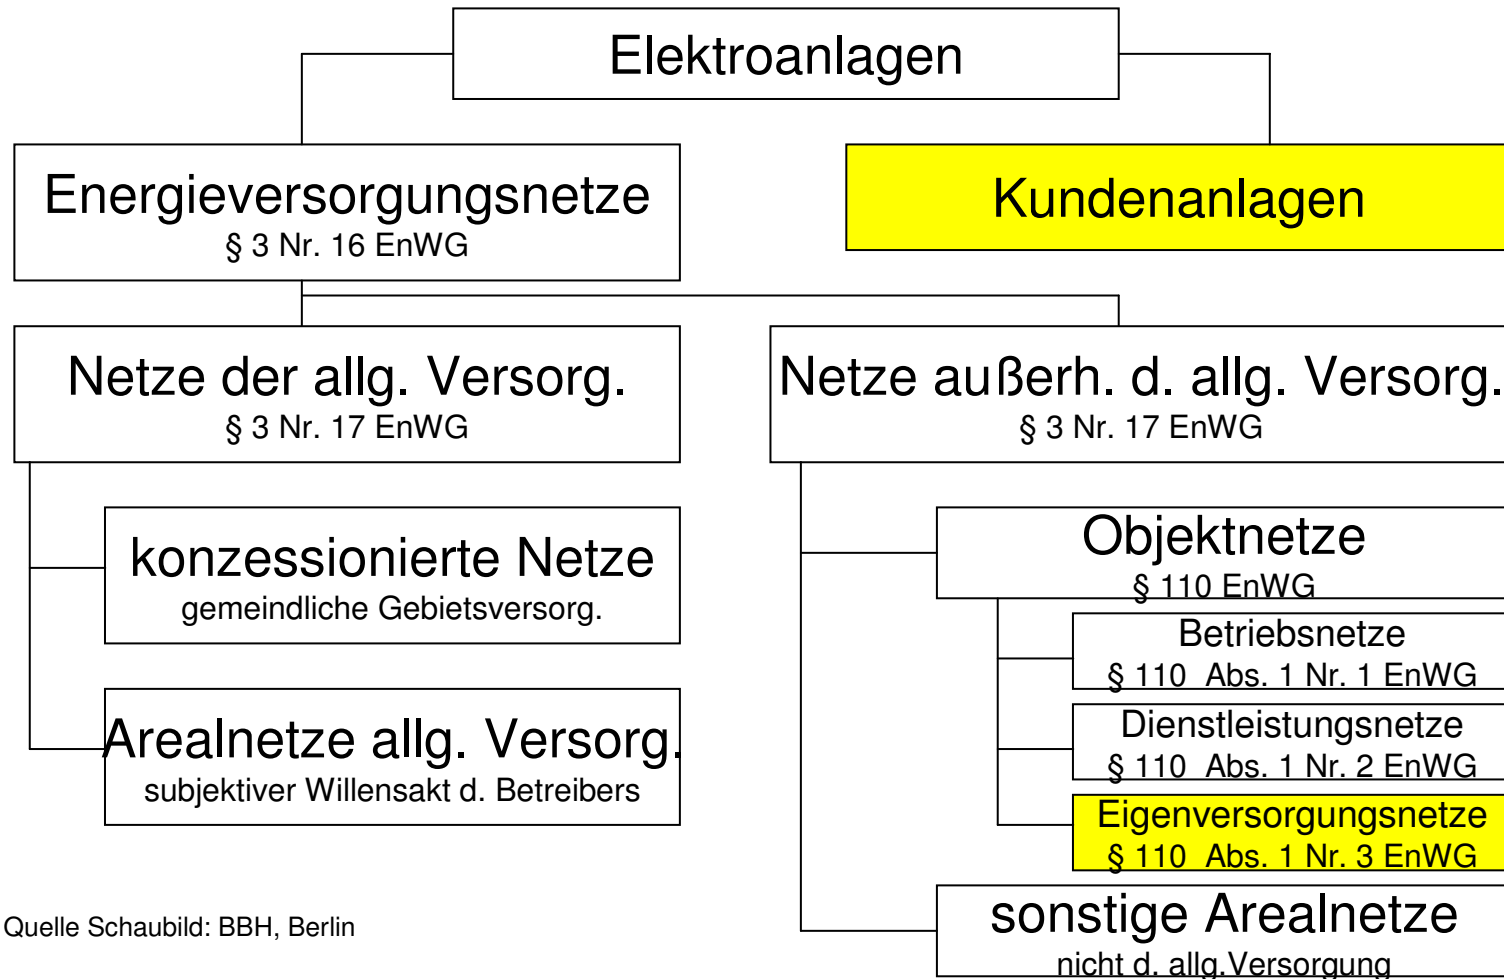 Elektroanlagen
Energieversorgungsnetze
§ 3 Nr. 16 EnWG
Kundenanlagen
Netze der allg. Versorg.
§ 3 Nr. 17 EnWG
Netze außerh. d. allg. Versorg.
§ 3 Nr. 17 EnWG
konzessionierte Netze
gemeindliche Gebietsversorg.
Arealnetze allg. Versorg.
subjektiver Willensakt d. Betreibers
Objektnetze
§ 110 EnWG
Betriebsnetze
§ 110 Abs. 1 Nr. 1 EnWG
Dienstleistungsnetze
§ 110 Abs. 1 Nr. 2 EnWG
Eigenversorgungsnetze
§ 110 Abs. 1 Nr. 3 EnWG
sonstige Arealnetze
nicht d. allg.Versorgung
Quelle Schaubild: BBH, Berlin